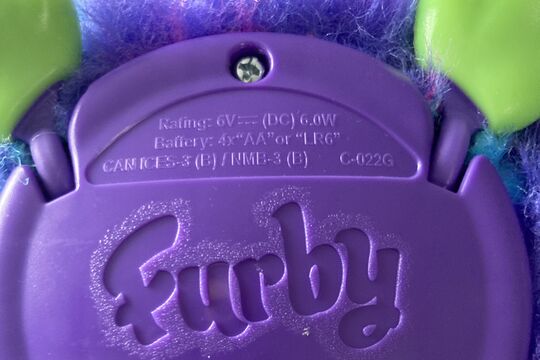 Rating: 6V⎓ (DC) 6.0W
Battery: 4x“AA”or “LR6”
CAN ICES-3 (B) / NMB-3 (B) C-022G
Furby